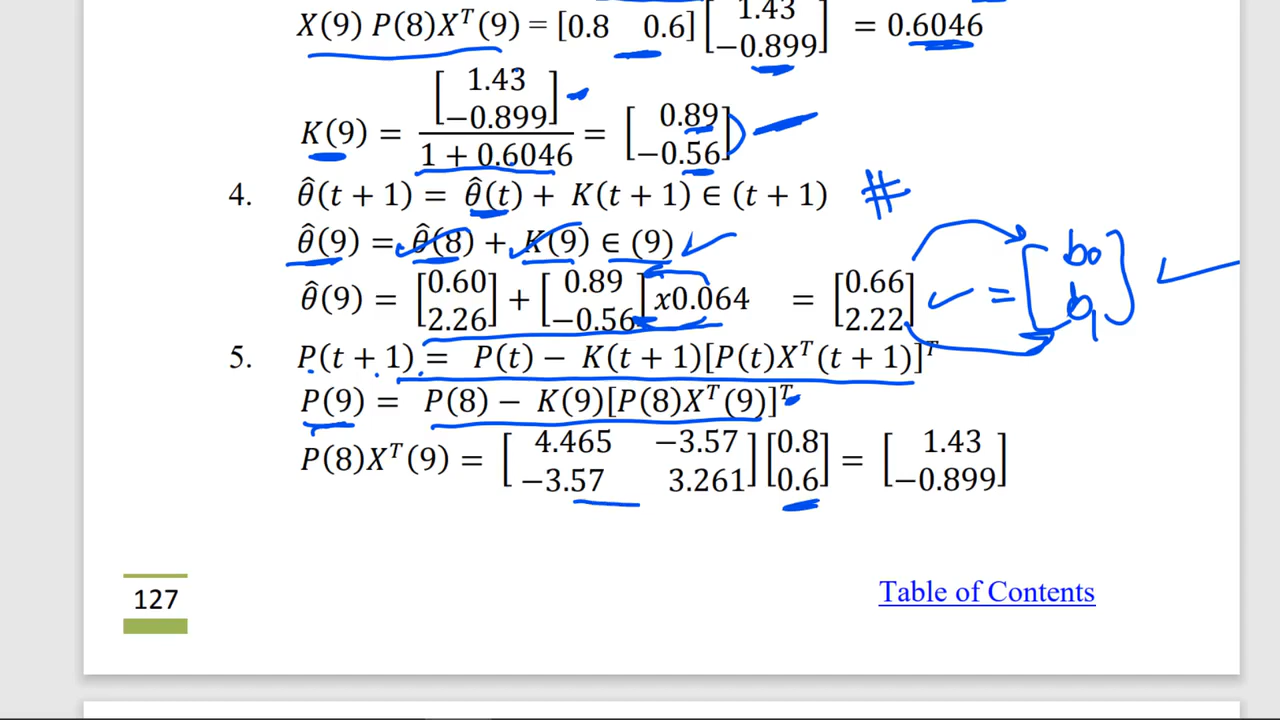 X(9) P(8)Xᵀ(9) = [0.8 0.6] [1.43 −0.899] = 0.6046
K(9) = [1.43 −0.899] / 1 + 0.6046 = [0.89 −0.56]
4. θ̂(t + 1) = θ̂(t) + K(t + 1) ∈ (t + 1) #
θ̂(9) = θ̂(8) + K(9) ∈ (9)
θ̂(9) = [0.60 2.26] + [0.89 −0.56] x0.064 = [0.66 2.22] = [b₀ b₁]
5. P(t + 1) = P(t) − K(t + 1)[P(t)Xᵀ(t + 1)]ᵀ
P(9) = P(8) − K(9)[P(8)Xᵀ(9)]ᵀ
P(8)Xᵀ(9) = [4.465 −3.57 −3.57 3.261] [0.8 0.6] = [1.43 −0.899]
127
Table of Contents